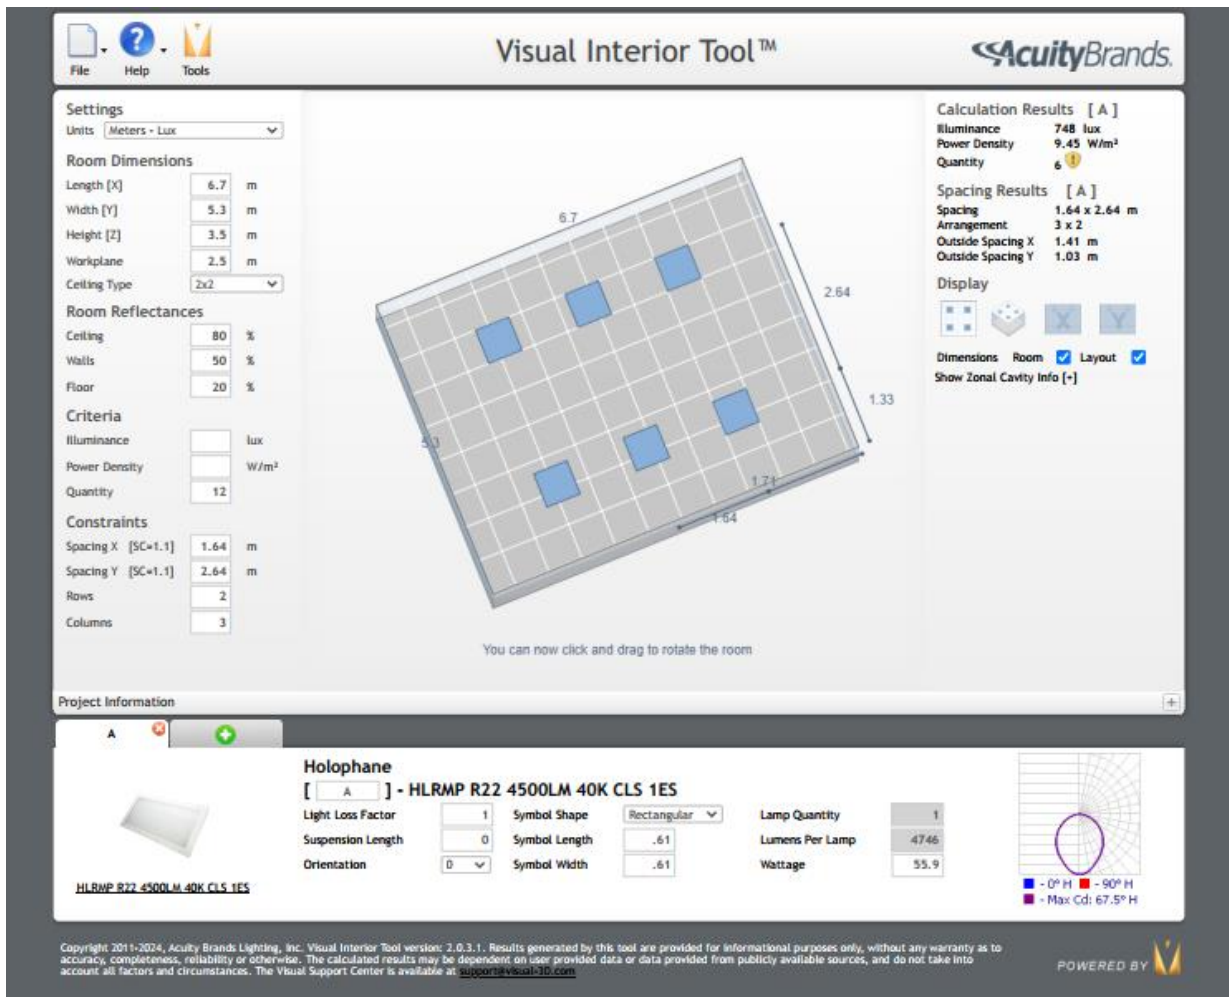 File
Help
Tools
Visual Interior Tool™
AcuityBrands.
Settings
Units Meters - Lux
Room Dimensions
Length [X] 6.7 m
Width [Y] 5.3 m
Height [Z] 3.5 m
Workplane 2.5 m
Ceiling Type 2x2
Room Reflectances
Ceiling 80 %
Walls 50 %
Floor 20 %
Criteria
Illuminance lux
Power Density W/m²
Quantity 12
Constraints
Spacing X [SC=1.1] 1.64 m
Spacing Y [SC=1.1] 2.64 m
Rows 2
Columns 3
6.7
2.64
1.33
5.3
1.71
1.64
You can now click and drag to rotate the room
Calculation Results [ A ]
Illuminance 748 lux
Power Density 9.45 W/m²
Quantity 6
Spacing Results [ A ]
Spacing 1.64 x 2.64 m
Arrangement 3 x 2
Outside Spacing X 1.41 m
Outside Spacing Y 1.03 m
Display
X Y
Dimensions Room Layout
Show Zonal Cavity Info [+]
Project Information
A
HLRMP R22 4500LM 40K CLS 1ES
Holophane
[ A ] - HLRMP R22 4500LM 40K CLS 1ES
Light Loss Factor 1 Symbol Shape Rectangular Lamp Quantity 1
Suspension Length 0 Symbol Length .61 Lumens Per Lamp 4746
Orientation 0 Symbol Width .61 Wattage 55.9
- 0° H - 90° H
- Max Cd: 67.5° H
Copyright 2011-2024, Acuity Brands Lighting, Inc. Visual Interior Tool version: 2.0.3.1. Results generated by this tool are provided for informational purposes only, without any warranty as to
accuracy, completeness, reliability or otherwise. The calculated results may be dependent on user provided data or data provided from publicly available sources, and do not take into
account all factors and circumstances. The Visual Support Center is available at support@visual-3D.com
POWERED BY